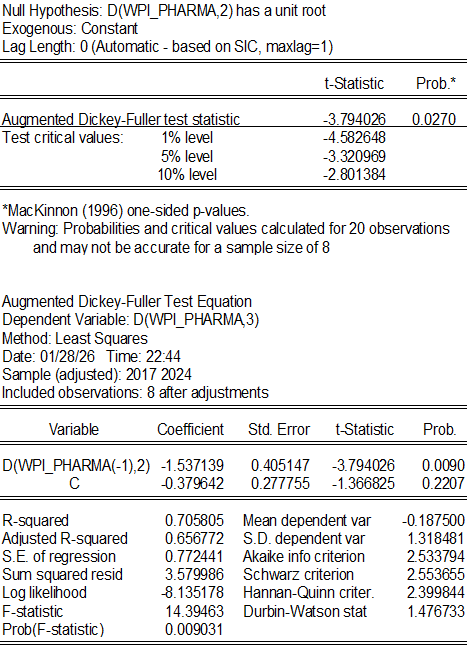 Null Hypothesis: D(WPI_PHARMA,2) has a unit root
Exogenous: Constant
Lag Length: 0 (Automatic - based on SIC, maxlag=1)
t-Statistic Prob.*
Augmented Dickey-Fuller test statistic -3.794026 0.0270
Test critical values: 1% level -4.582648
5% level -3.320969
10% level -2.801384
*MacKinnon (1996) one-sided p-values.
Warning: Probabilities and critical values calculated for 20 observations
and may not be accurate for a sample size of 8
Augmented Dickey-Fuller Test Equation
Dependent Variable: D(WPI_PHARMA,3)
Method: Least Squares
Date: 01/28/26 Time: 22:44
Sample (adjusted): 2017 2024
Included observations: 8 after adjustments
Variable Coefficient Std. Error t-Statistic Prob.
D(WPI_PHARMA(-1),2) -1.537139 0.405147 -3.794026 0.0090
C -0.379642 0.277755 -1.366825 0.2207
R-squared 0.705805 Mean dependent var -0.187500
Adjusted R-squared 0.656772 S.D. dependent var 1.318481
S.E. of regression 0.772441 Akaike info criterion 2.533794
Sum squared resid 3.579986 Schwarz criterion 2.553655
Log likelihood -8.135178 Hannan-Quinn criter. 2.399844
F-statistic 14.39463 Durbin-Watson stat 1.476733
Prob(F-statistic) 0.009031